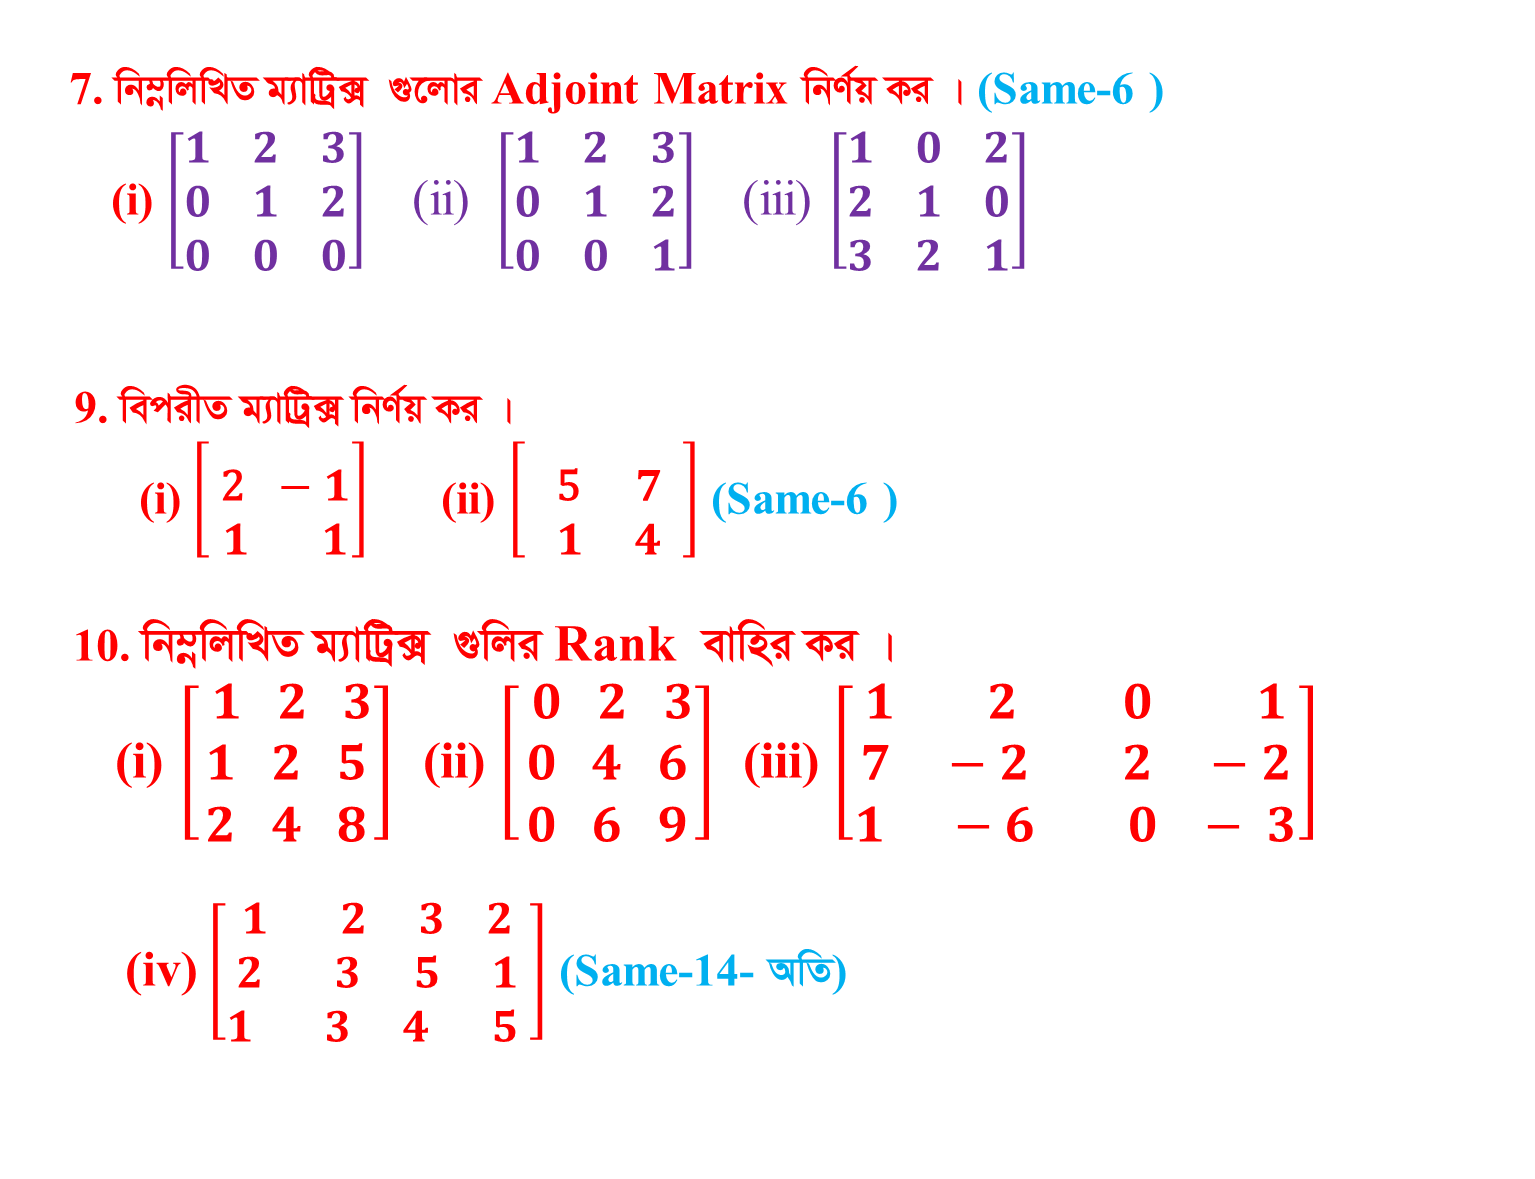 7. নিম্নলিখিত ম্যাট্রিক্স গুলোর Adjoint Matrix নির্ণয় কর । (Same-6 )
(i) [1 2 3 (ii) [1 2 3 (iii) [1 0 2
0 1 2 0 1 2 2 1 0
0 0 0] 0 0 1] 3 2 1]
9. বিপরীত ম্যাট্রিক্স নির্ণয় কর ।
(i) [2 − 1 (ii) [5 7
1 1] 1 4] (Same-6 )
10. নিম্নলিখিত ম্যাট্রিক্স গুলির Rank বাহির কর ।
(i) [1 2 3 (ii) [0 2 3 (iii) [1 2 0 1
1 2 5 0 4 6 7 − 2 2 − 2
2 4 8] 0 6 9] 1 − 6 0 − 3]
(iv) [1 2 3 2
2 3 5 1
1 3 4 5] (Same-14- অতি)